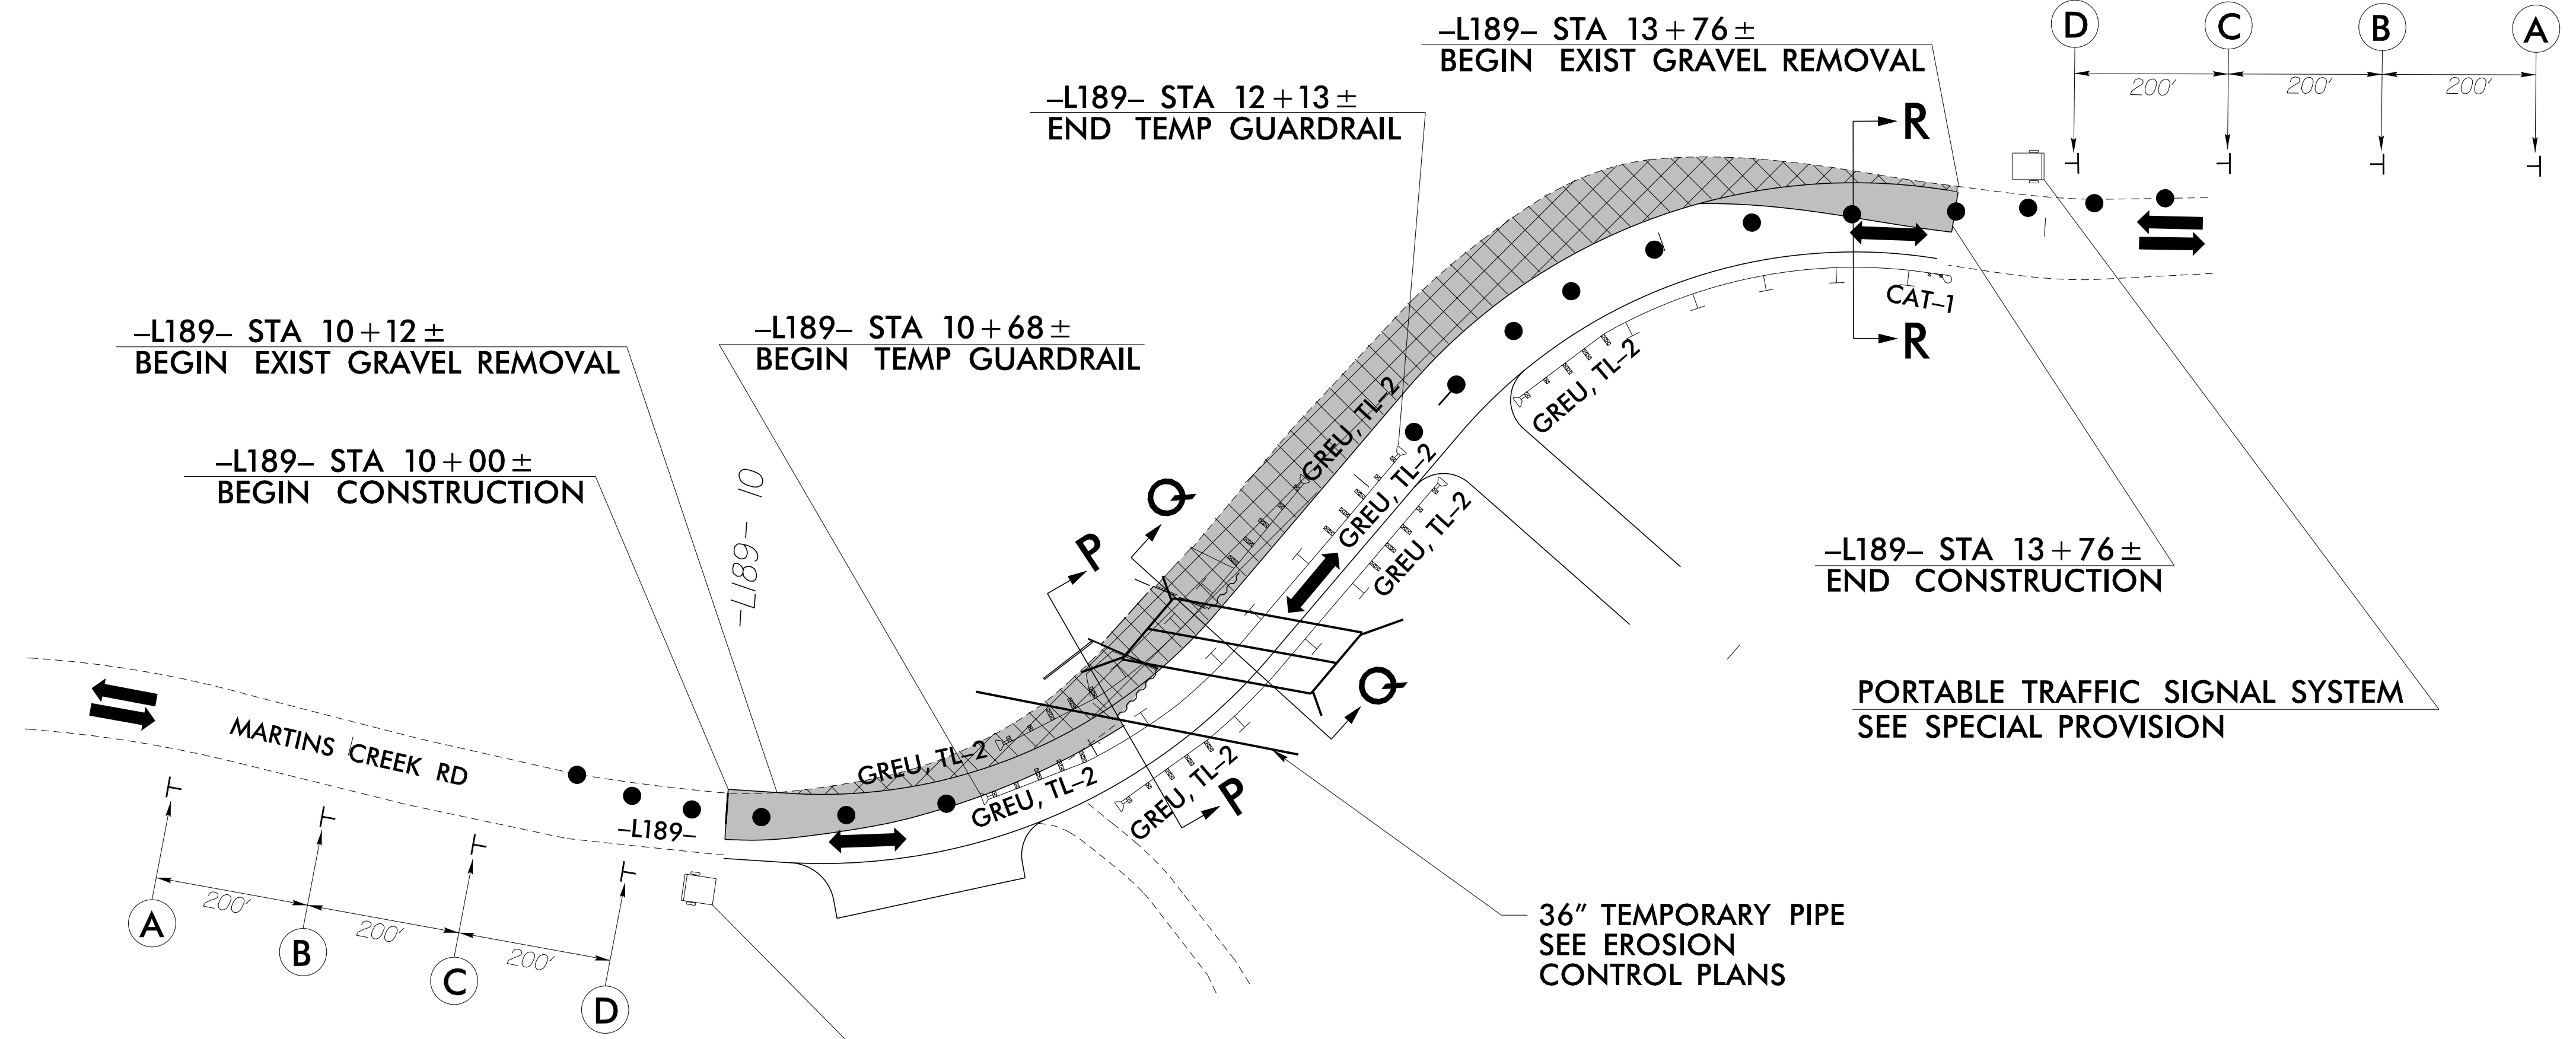 –L189– STA 13+76±
BEGIN EXIST GRAVEL REMOVAL
D
C
B
A
200'
200'
200'
–L189– STA 12+13±
END TEMP GUARDRAIL
R
R
CAT–1
–L189– STA 10+12±
BEGIN EXIST GRAVEL REMOVAL
–L189– STA 10+68±
BEGIN TEMP GUARDRAIL
GREU, TL–2
GREU, TL–2
GREU, TL–2
GREU, TL–2
–L189– STA 10+00±
BEGIN CONSTRUCTION
–L189– 10
Q
P
–L189– STA 13+76±
END CONSTRUCTION
Q
PORTABLE TRAFFIC SIGNAL SYSTEM
SEE SPECIAL PROVISION
MARTINS CREEK RD
GREU, TL–2
GREU, TL–2
GREU, TL–2
P
–L189–
200'
200'
200'
A
B
C
D
36" TEMPORARY PIPE
SEE EROSION
CONTROL PLANS